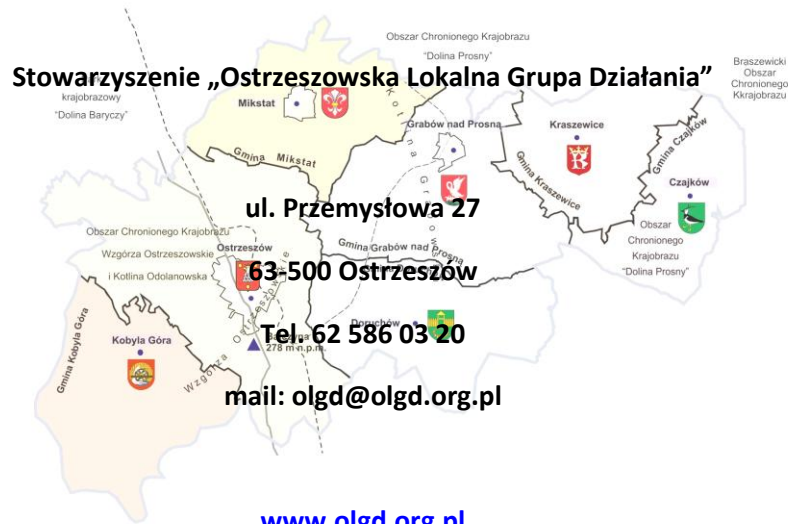 Obszar Chronionego Krajobrazu
"Dolina Prosny"
Stowarzyszenie „Ostrzeszowska Lokalna Grupa Działania"
krajobrazowy
"Dolina Baryczy"
Braszewicki
Obszar
Chronionego
Kkrajobrazu
Mikstat
Grabów nad Prosną
Kraszewice
Gmina Mikstat
Gmina Kraszewice
Gmina Czajków
Czajków
ul. Przemysłowa 27
Obszar Chronionego Krajobrazu
Wzgórza Ostrzeszowskie
i Kotlina Odolanowska
Ostrzeszów
Gmina Grabów nad Prosną
Obszar
Chronionego
Krajobrazu
"Dolina Prosny"
63-500 Ostrzeszów
Wzgórza Ostrzeszowskie
Tel. 62 586 03 20
Doruchów
278 m n.p.m.
Kobyla Góra
Gmina Kobyla Góra
mail: olgd@olgd.org.pl
www.olgd.org.pl